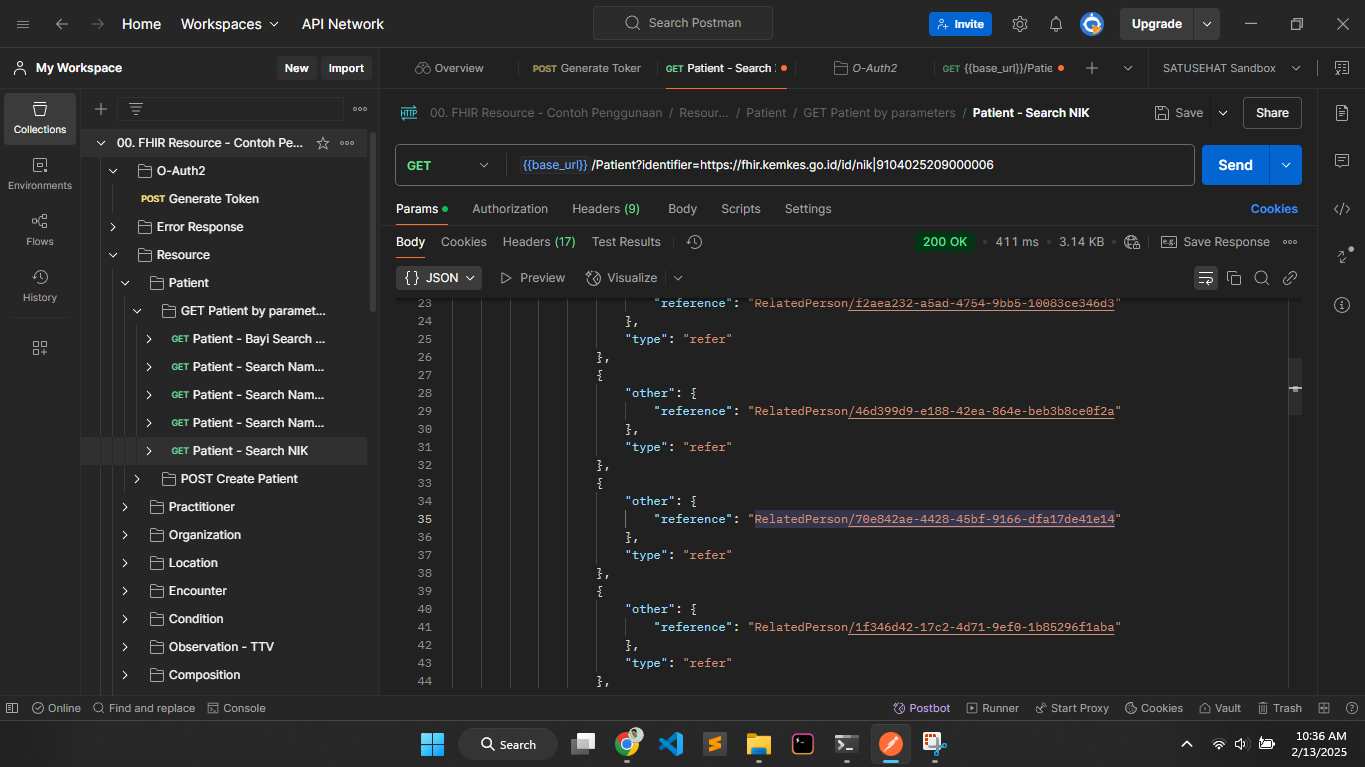 Home Workspaces API Network Search Postman Invite Upgrade
My Workspace New Import Overview POST Generate Token GET Patient - Search O-Auth2 GET {{base_url}}/Patie SATUSEHAT Sandbox
Collections
Environments
Flows
History
00. FHIR Resource - Contoh Pe...
O-Auth2
POST Generate Token
Error Response
Resource
Patient
GET Patient by paramet...
GET Patient - Bayi Search ...
GET Patient - Search Nam...
GET Patient - Search Nam...
GET Patient - Search Nam...
GET Patient - Search NIK
POST Create Patient
Practitioner
Organization
Location
Encounter
Condition
Observation - TTV
Composition
HTTP 00. FHIR Resource - Contoh Penggunaan / Resour... / Patient / GET Patient by parameters / Patient - Search NIK Save Share
GET {{base_url}} /Patient?identifier=https://fhir.kemkes.go.id/id/nik|9104025209000006 Send
Params Authorization Headers (9) Body Scripts Settings Cookies
Body Cookies Headers (17) Test Results 200 OK 411 ms 3.14 KB e.g. Save Response
{} JSON Preview Visualize
23 "reference": "RelatedPerson/f2aea232-a5ad-4754-9bb5-10083ce346d3"
24 },
25 "type": "refer"
26 },
27 {
28 "other": {
29 "reference": "RelatedPerson/46d399d9-e188-42ea-864e-beb3b8ce0f2a"
30 },
31 "type": "refer"
32 },
33 {
34 "other": {
35 "reference": "RelatedPerson/70e842ae-4428-45bf-9166-dfa17de41e14"
36 },
37 "type": "refer"
38 },
39 {
40 "other": {
41 "reference": "RelatedPerson/1f346d42-17c2-4d71-9ef0-1b85296f1aba"
42 },
43 "type": "refer"
44 },
Online Find and replace Console Postbot Runner Start Proxy Cookies Vault Trash
Search
10:36 AM
2/13/2025